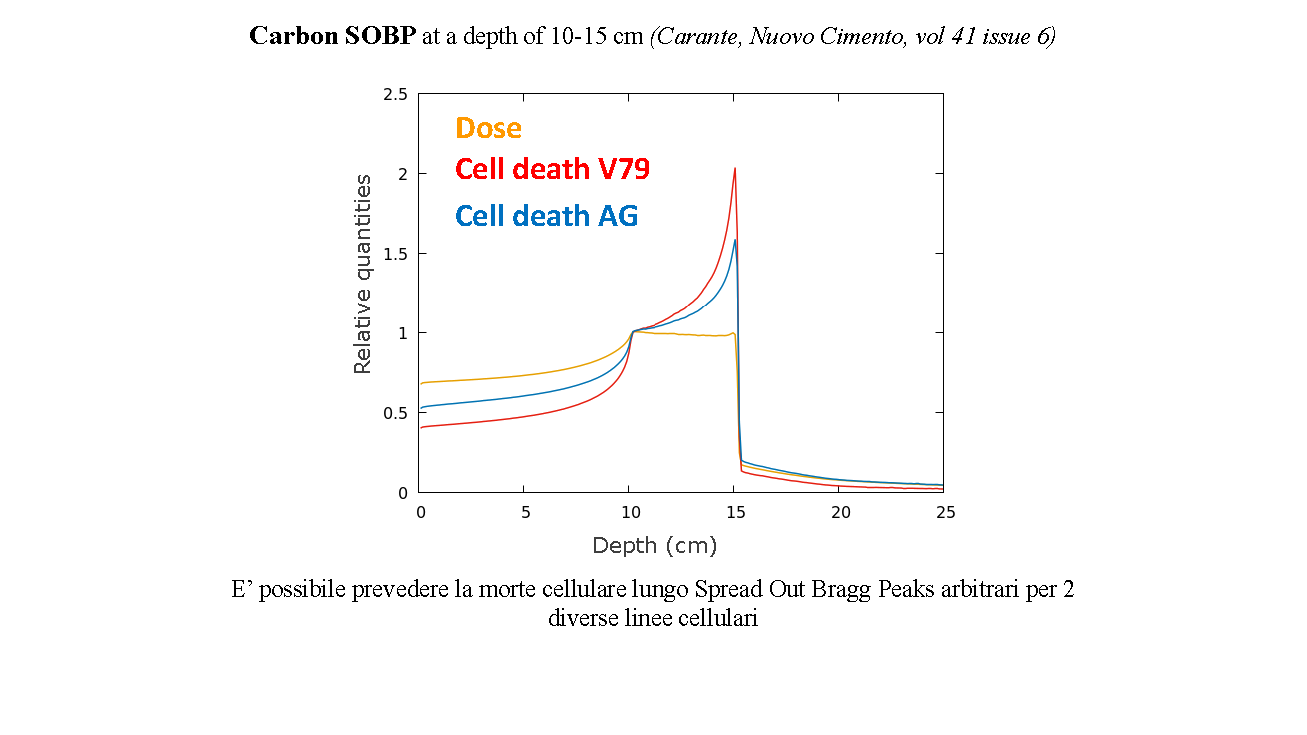 Carbon SOBP at a depth of 10-15 cm (Carante, Nuovo Cimento, vol 41 issue 6)
2.5
2
1.5
1
0.5
0
Relative quantities
Dose
Cell death V79
Cell death AG
0 5 10 15 20 25
Depth (cm)
E’ possibile prevedere la morte cellulare lungo Spread Out Bragg Peaks arbitrari per 2
diverse linee cellulari